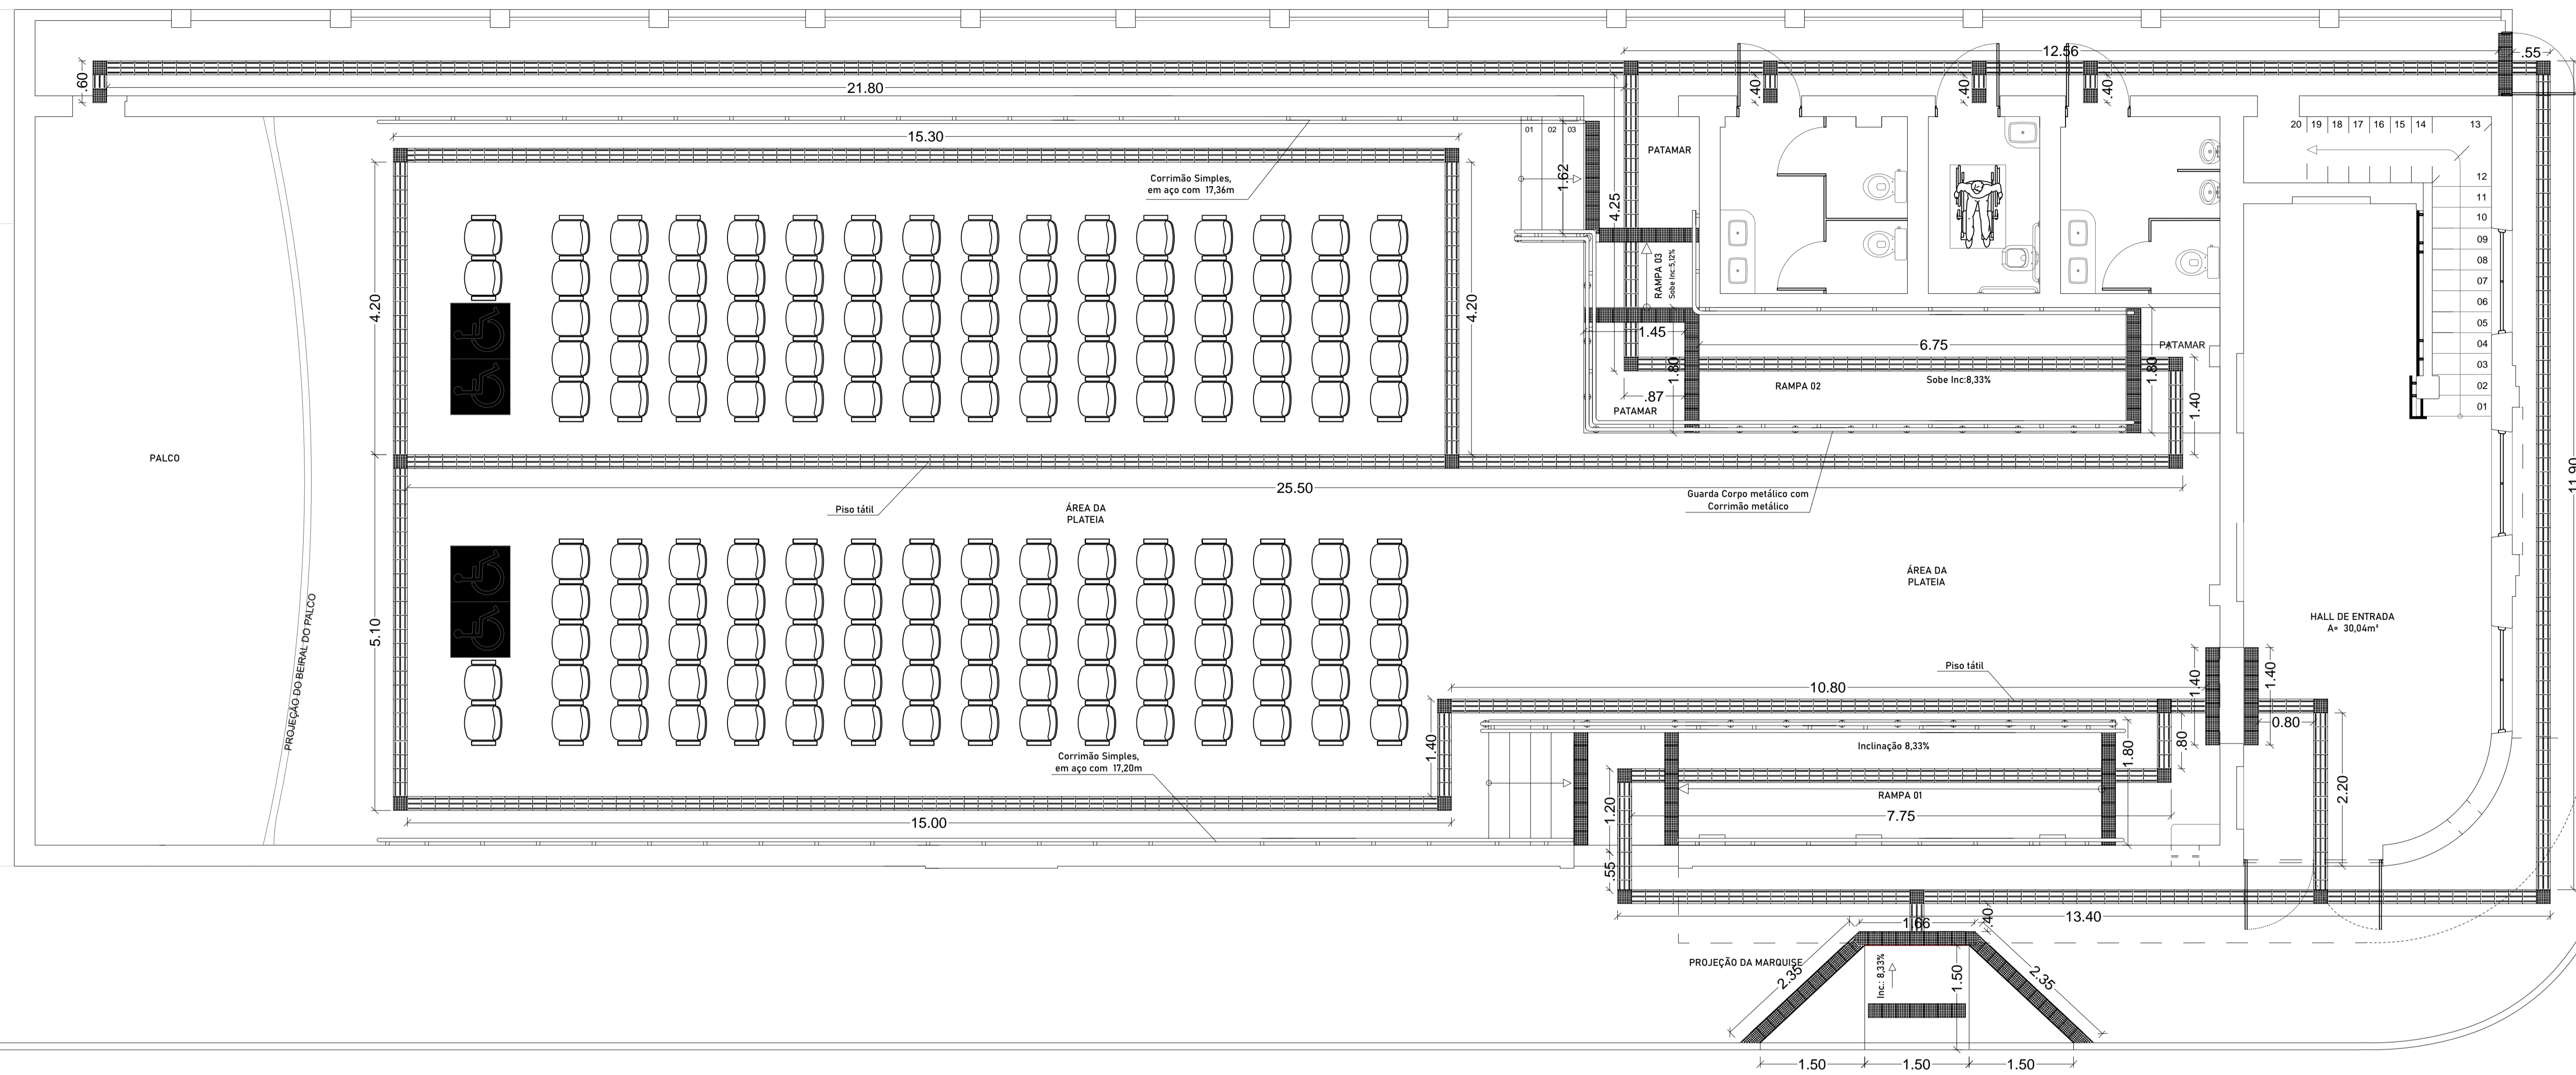 12.56
.55
.60
21.80
.40
.40
.40
15.30
01 02 03
PATAMAR
20 19 18 17 16 15 14 13
Corrimão Simples,
em aço com 17,36m
1.62
4.25
12
11
10
09
08
07
06
05
04
03
02
01
RAMPA 03
Sobe Inc:5,12%
4.20
4.20
1.45
6.75
PATAMAR
1.80
1.80
RAMPA 02
Sobe Inc:8,33%
.87
PATAMAR
1.40
PALCO
25.50
Guarda Corpo metálico com
Corrimão metálico
Piso tátil
ÁREA DA
PLATEIA
11.90
ÁREA DA
PLATEIA
5.10
PROJEÇÃO DO BEIRAL DO PALCO
HALL DE ENTRADA
A= 30,04m²
Piso tátil
10.80
1.40
1.40
0.80
1.40
Inclinação 8,33%
1.80
.80
Corrimão Simples,
em aço com 17,20m
RAMPA 01
2.20
1.20
7.75
15.00
.55
1.66
.40
13.40
PROJEÇÃO DA MARQUISE
2.35
Inc.: 8,33%
1.50
2.35
1.50
1.50
1.50